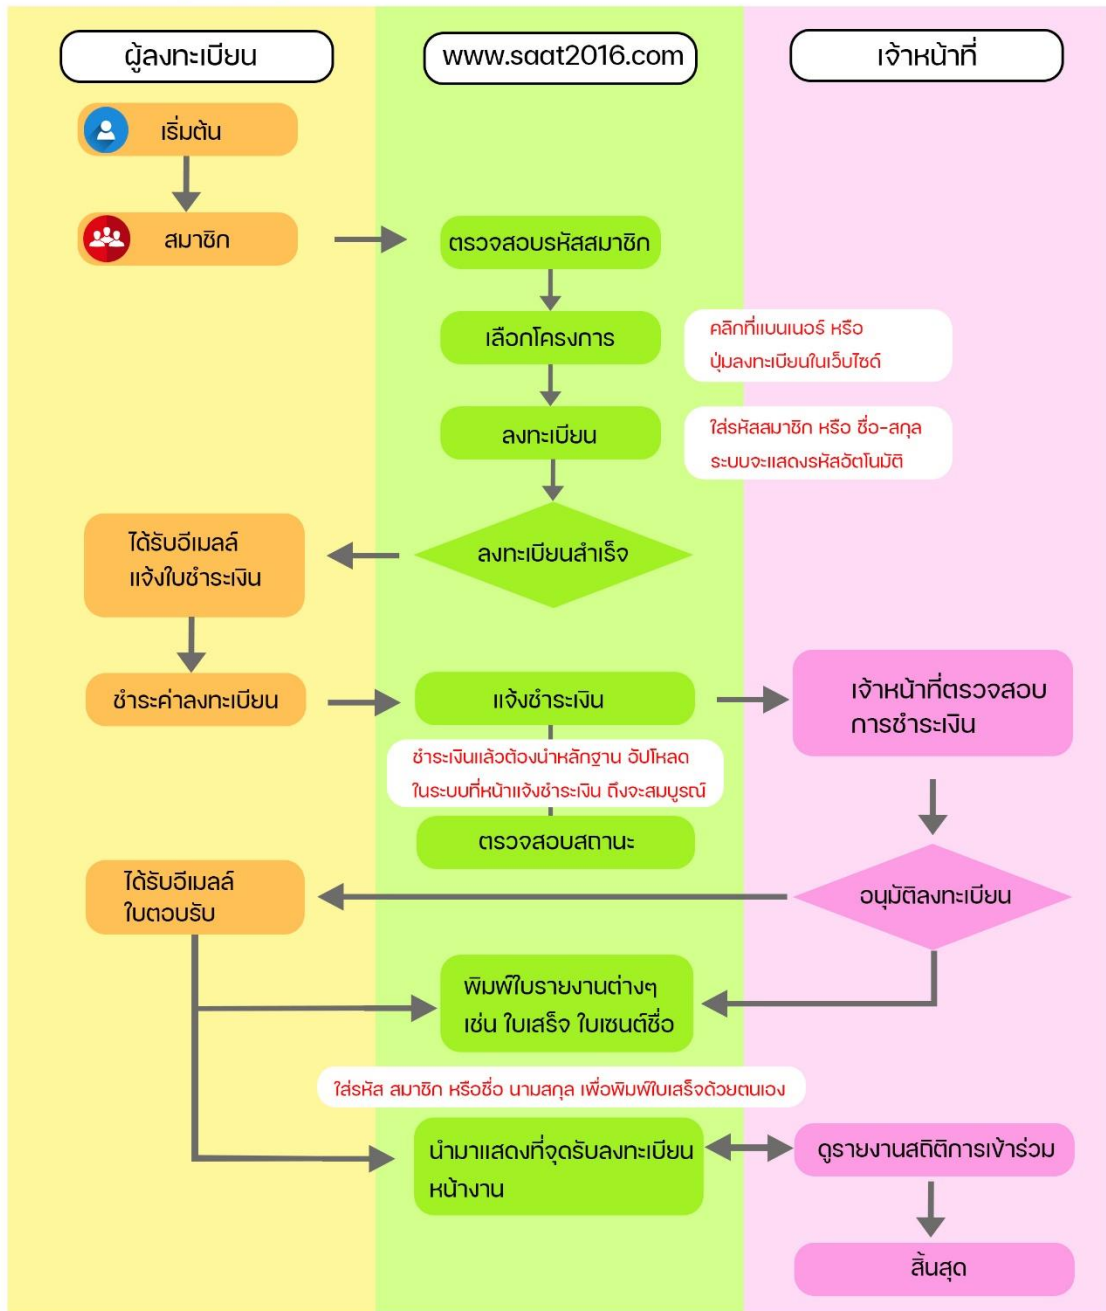 ผู้ลงทะเบียน
www.saat2016.com
เจ้าหน้าที่
เริ่มต้น
สมาชิก
ตรวจสอบรหัสสมาชิก
เลือกโครงการ
คลิกที่แบนเนอร์ หรือ
ปุ่มลงทะเบียนในเว็บไซด์
ลงทะเบียน
ใส่รหัสสมาชิก หรือ ชื่อ-สกุล
ระบบจะแสดงรหัสอัตโนมัติ
ลงทะเบียนสำเร็จ
ได้รับอีเมลล์
แจ้งใบชำระเงิน
ชำระค่าลงทะเบียน
แจ้งชำระเงิน
เจ้าหน้าที่ตรวจสอบ
การชำระเงิน
ชำระเงินแล้วต้องนำหลักฐาน อัปโหลด
ในระบบที่หน้าแจ้งชำระเงิน ถึงจะสมบูรณ์
ตรวจสอบสถานะ
ได้รับอีเมลล์
ใบตอบรับ
อนุมัติลงทะเบียน
พิมพ์ใบรายงานต่างๆ
เช่น ใบเสร็จ ใบเซนต์ชื่อ
ใส่รหัส สมาชิก หรือชื่อ นามสกุล เพื่อพิมพ์ใบเสร็จด้วยตนเอง
นำมาแสดงที่จุดรับลงทะเบียน
หน้างาน
ดูรายงานสถิติการเข้าร่วม
สิ้นสุด